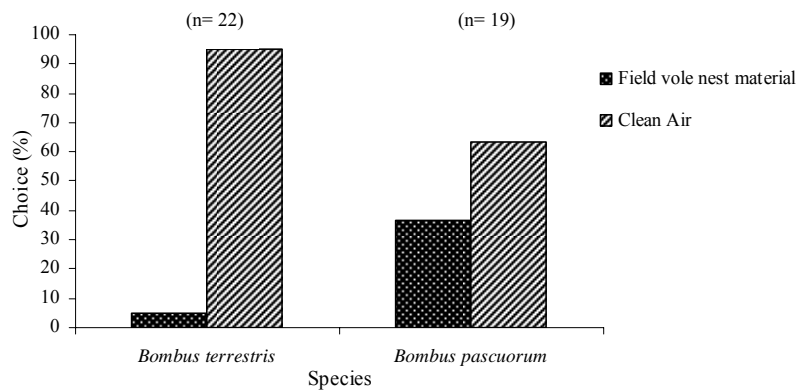 (n= 22)
(n= 19)
100
90
80
70
60
50
40
30
20
10
0
Choice (%)
Field vole nest material
Clean Air
Bombus terrestris
Bombus pascuorum
Species